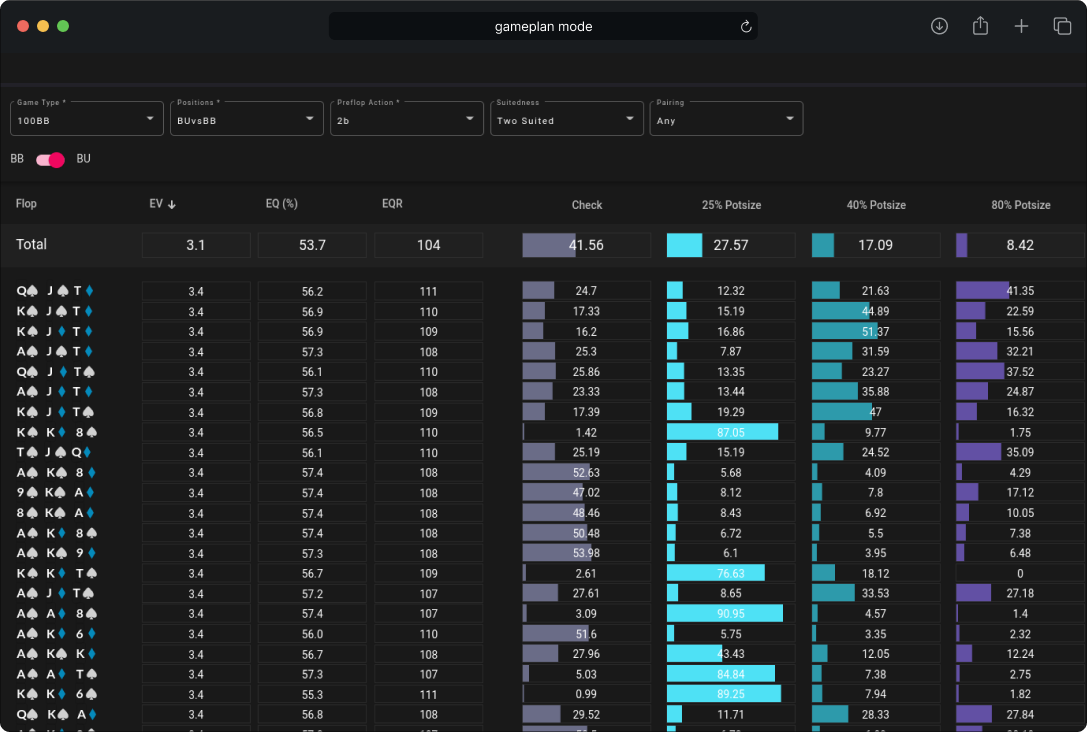 gameplan mode
Game Type * Positions * Preflop Action * Suitedness Pairing
100BB BUvsBB 2b Two Suited Any
BB BU
Flop EV EQ (%) EQR Check 25% Potsize 40% Potsize 80% Potsize
Total 3.1 53.7 104 41.56 27.57 17.09 8.42
Q♠ J♠ T♦ 3.4 56.2 111 24.7 12.32 21.63 41.35
K♠ J♠ T♦ 3.4 56.9 110 17.33 15.19 44.89 22.59
K♠ J♦ T♦ 3.4 56.9 109 16.2 16.86 51.37 15.56
A♠ J♠ T♦ 3.4 57.3 108 25.3 7.87 31.59 32.21
Q♠ J♦ T♠ 3.4 56.1 110 25.86 13.35 23.27 37.52
A♠ J♦ T♦ 3.4 57.3 108 23.33 13.44 35.88 24.87
K♠ J♦ T♠ 3.4 56.8 109 17.39 19.29 47 16.32
K♠ K♦ 8♠ 3.4 56.5 110 1.42 87.05 9.77 1.75
T♠ J♠ Q♦ 3.4 56.1 110 25.19 15.19 24.52 35.09
A♠ K♠ 8♦ 3.4 57.4 108 52.63 5.68 4.09 4.29
9♠ K♠ A♦ 3.4 57.4 108 47.02 8.12 7.8 17.12
8♠ K♠ A♦ 3.4 57.4 108 48.46 8.43 6.92 10.05
A♠ K♦ 8♠ 3.4 57.4 108 50.48 6.72 5.5 7.38
A♠ K♠ 9♦ 3.4 57.3 108 53.98 6.1 3.95 6.48
K♠ K♦ T♠ 3.4 56.7 109 2.61 76.63 18.12 0
A♠ J♦ T♠ 3.4 57.2 107 27.61 8.65 33.53 27.18
A♠ A♦ 8♠ 3.4 57.4 107 3.09 90.95 4.57 1.4
A♠ K♦ 6♦ 3.4 56.0 110 51.6 5.75 3.35 2.32
A♠ K♠ K♦ 3.4 56.7 108 27.96 43.43 12.05 12.24
A♠ A♦ T♠ 3.4 57.3 108 5.03 84.84 7.38 2.75
K♠ K♦ 6♠ 3.4 55.3 111 0.99 89.25 7.94 1.82
Q♠ K♠ A♦ 3.4 56.8 108 29.52 11.71 28.33 27.84